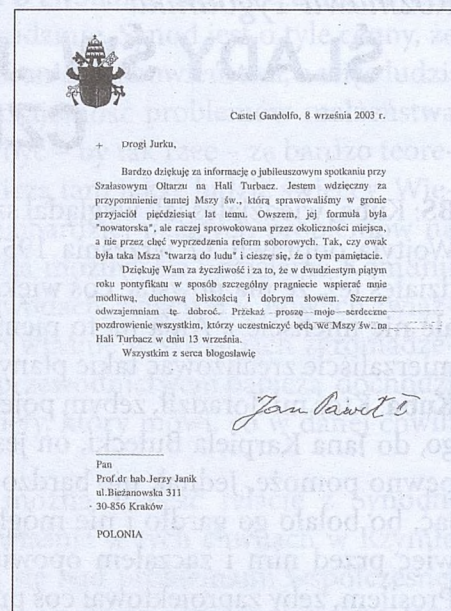 Castel Gandolfo, 8 września 2003 r.
+ Drogi Jurku,
Bardzo dziękuję za informację o jubileuszowym spotkaniu przy
Szałasowym Ołtarzu na Hali Turbacz. Jestem wdzięczny za
przypomnienie tamtej Mszy św., którą sprawowaliśmy w gronie
przyjaciół pięćdziesiąt lat temu. Owszem, jej formuła była
"nowatorska", ale raczej sprowokowana przez okoliczności miejsca,
a nie przez chęć wyprzedzenia reform soborowych. Tak, czy owak
była taka Msza "twarzą do ludu" i cieszę się, że o tym pamiętacie.
Dziękuję Wam za życzliwość i za to, że w dwudziestym piątym
roku pontyfikatu w sposób szczególny pragniecie wspierać mnie
modlitwą, duchową bliskością i dobrym słowem. Szczerze
odwzajemniam tę dobroć. Przekaż proszę moje serdeczne
pozdrowienie wszystkim, którzy uczestniczyć będą we Mszy św. na
Hali Turbacz w dniu 13 września.
Wszystkim z serca błogosławię
Jan Paweł II
Pan
Prof.dr hab.Jerzy Janik
ul.Bieżanowska 311
30-856 Kraków
POLONIA